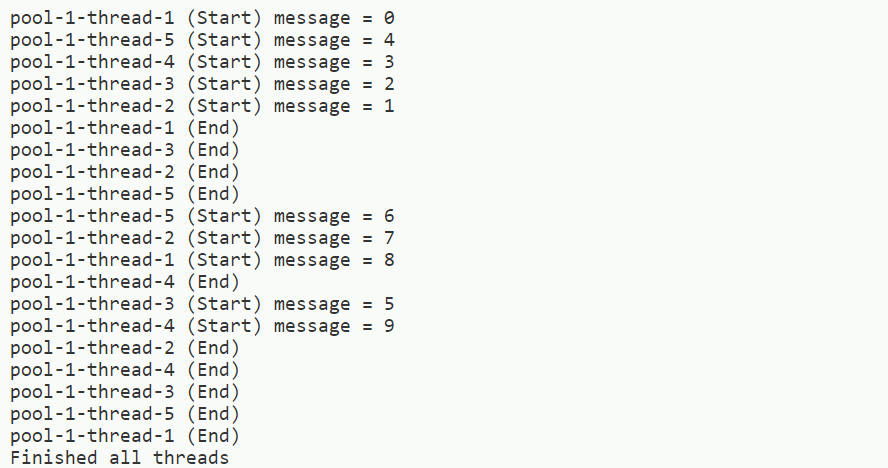 pool-1-thread-1 (Start) message = 0
pool-1-thread-5 (Start) message = 4
pool-1-thread-4 (Start) message = 3
pool-1-thread-3 (Start) message = 2
pool-1-thread-2 (Start) message = 1
pool-1-thread-1 (End)
pool-1-thread-3 (End)
pool-1-thread-2 (End)
pool-1-thread-5 (End)
pool-1-thread-5 (Start) message = 6
pool-1-thread-2 (Start) message = 7
pool-1-thread-1 (Start) message = 8
pool-1-thread-4 (End)
pool-1-thread-3 (Start) message = 5
pool-1-thread-4 (Start) message = 9
pool-1-thread-2 (End)
pool-1-thread-4 (End)
pool-1-thread-3 (End)
pool-1-thread-5 (End)
pool-1-thread-1 (End)
Finished all threads